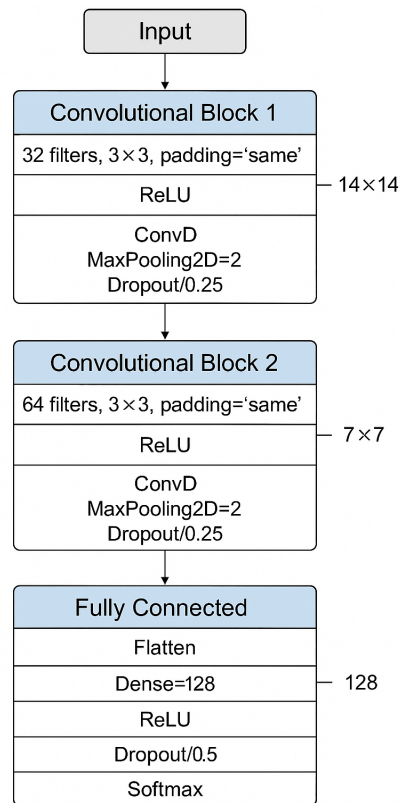 Input
Convolutional Block 1
32 filters, 3×3, padding=‘same’
14×14
ReLU
ConvD
MaxPooling2D=2
Dropout/0.25
Convolutional Block 2
64 filters, 3×3, padding=‘same’
7×7
ReLU
ConvD
MaxPooling2D=2
Dropout/0.25
Fully Connected
Flatten
Dense=128
128
ReLU
Dropout/0.5
Softmax